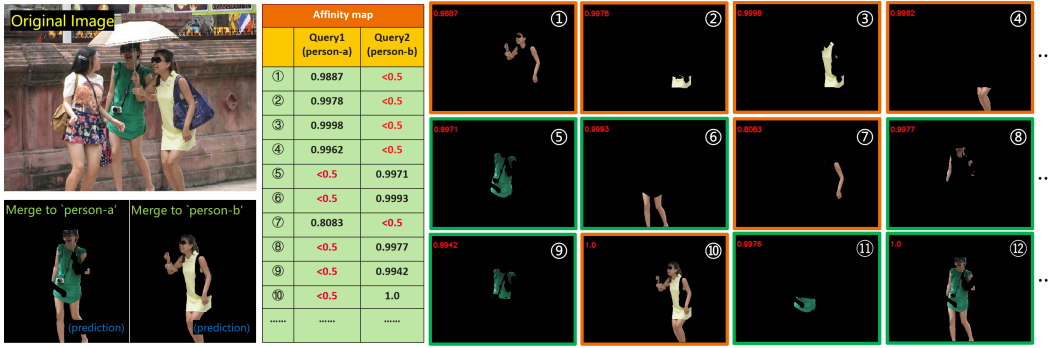 Original Image
Merge to `person-a’ Merge to `person-b’
(prediction) (prediction)
Affinity map
Query1 (person-a) Query2 (person-b)
① 0.9887 <0.5
② 0.9978 <0.5
③ 0.9998 <0.5
④ 0.9962 <0.5
⑤ <0.5 0.9971
⑥ <0.5 0.9993
⑦ 0.8083 <0.5
⑧ <0.5 0.9977
⑨ <0.5 0.9942
⑩ <0.5 1.0
...... ...... ......
0.9887 ① 0.9978 ② 0.9998 ③ 0.9962 ④ ...
0.9971 ⑤ 0.9993 ⑥ 0.8083 ⑦ 0.9977 ⑧ ...
0.9942 ⑨ 1.0 ⑩ 0.9976 ⑪ 1.0 ⑫ ...